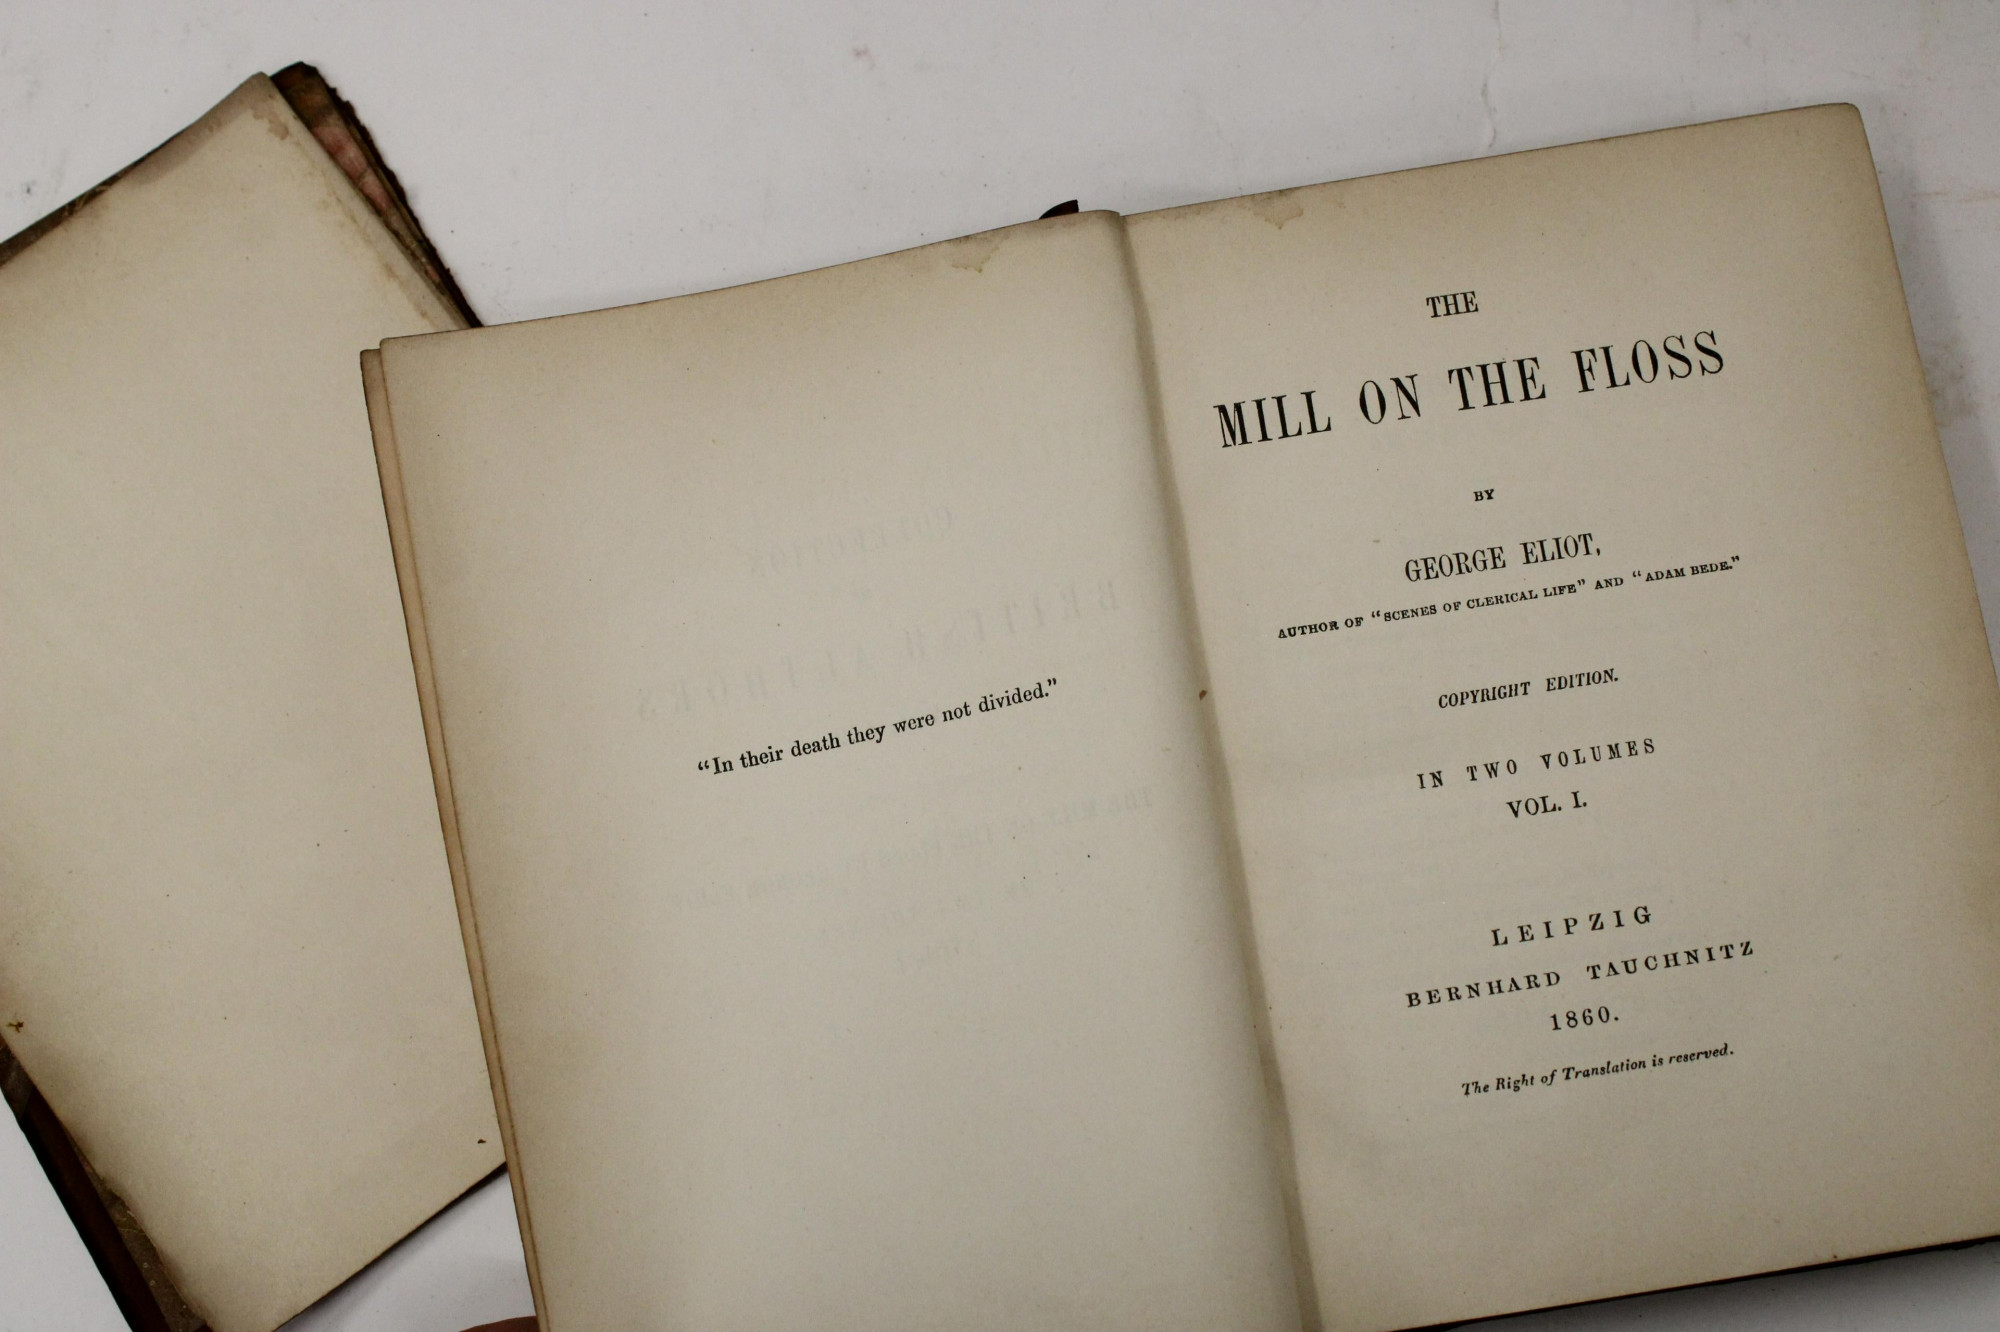 "In their death they were not divided."
THE
MILL ON THE FLOSS
BY
GEORGE ELIOT,
AUTHOR OF "SCENES OF CLERICAL LIFE" AND "ADAM BEDE."
COPYRIGHT EDITION.
IN TWO VOLUMES
VOL. I.
LEIPZIG
BERNHARD TAUCHNITZ
1860.
The Right of Translation is reserved.